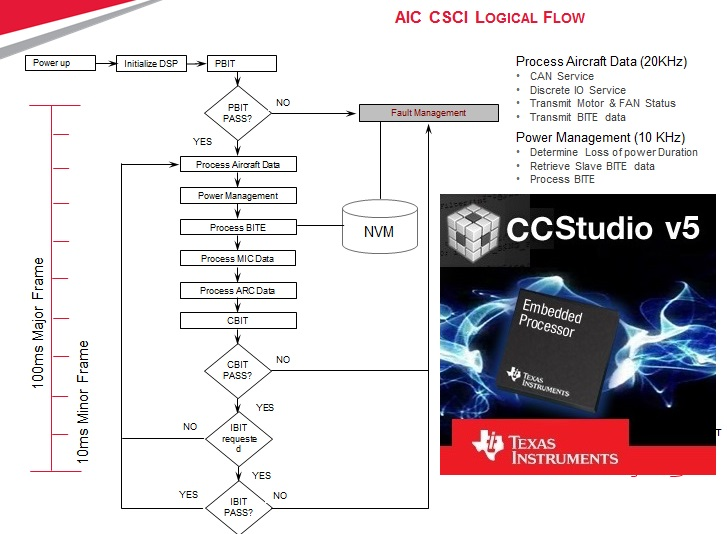 AIC CSCI LOGICAL FLOW
Power up
Initialize DSP
PBIT
PBIT
PASS?
NO
YES
Fault Management
Process Aircraft Data
Power Management
Process BITE
NVM
Process MIC Data
Process ARC Data
CBIT
CBIT
PASS?
NO
YES
IBIT
requeste
d
NO
YES
IBIT
PASS?
YES
NO
100ms Major Frame
10ms Minor Frame
Process Aircraft Data (20KHz)
• CAN Service
• Discrete IO Service
• Transmit Motor & FAN Status
• Transmit BITE data
Power Management (10 KHz)
• Determine Loss of power Duration
• Retrieve Slave BITE data
• Process BITE
CCStudio v5
Embedded
Processor
TEXAS
INSTRUMENTS
TEXAS
INSTRUMENTS
T